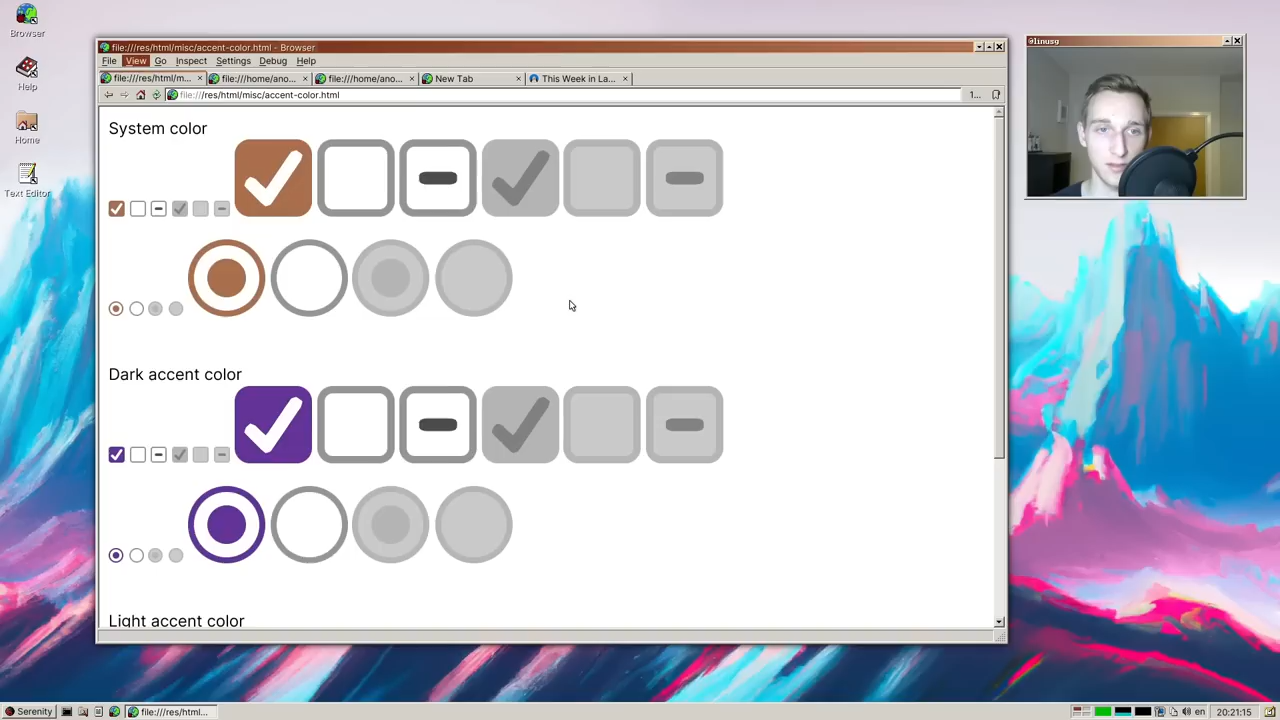 Browser
Help
Home
Text Editor
file:///res/html/misc/accent-color.html - Browser
File View Go Inspect Settings Debug Help
file:///res/html/m... file:///home/ano... file:///home/ano... New Tab This Week in La...
file:///res/html/misc/accent-color.html 1...
System color
Dark accent color
Light accent color
@linusg
Serenity file:///res/html... en 20:21:15